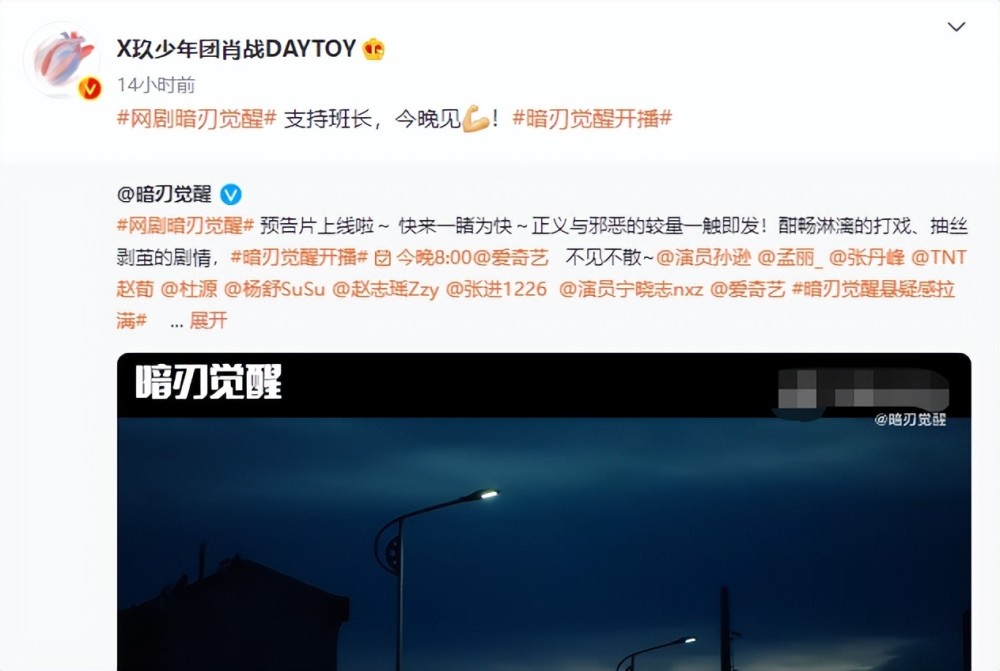 X玖少年团肖战DAYTOY
14小时前
#网剧暗刃觉醒# 支持班长，今晚见💪！ #暗刃觉醒开播#
@暗刃觉醒
#网剧暗刃觉醒# 预告片上线啦～ 快来一睹为快～正义与邪恶的较量一触即发！酣畅淋漓的打戏、抽丝
剥茧的剧情，#暗刃觉醒开播# 今晚8:00@爱奇艺 不见不散~@演员孙逊 @孟丽_ @张丹峰 @TNT
赵荀 @杜源 @杨舒SuSu @赵志瑶Zzy @张进1226 @演员宁晓志nxz @爱奇艺 #暗刃觉醒悬疑感拉
满# ... 展开
暗刃觉醒
@暗刃觉醒